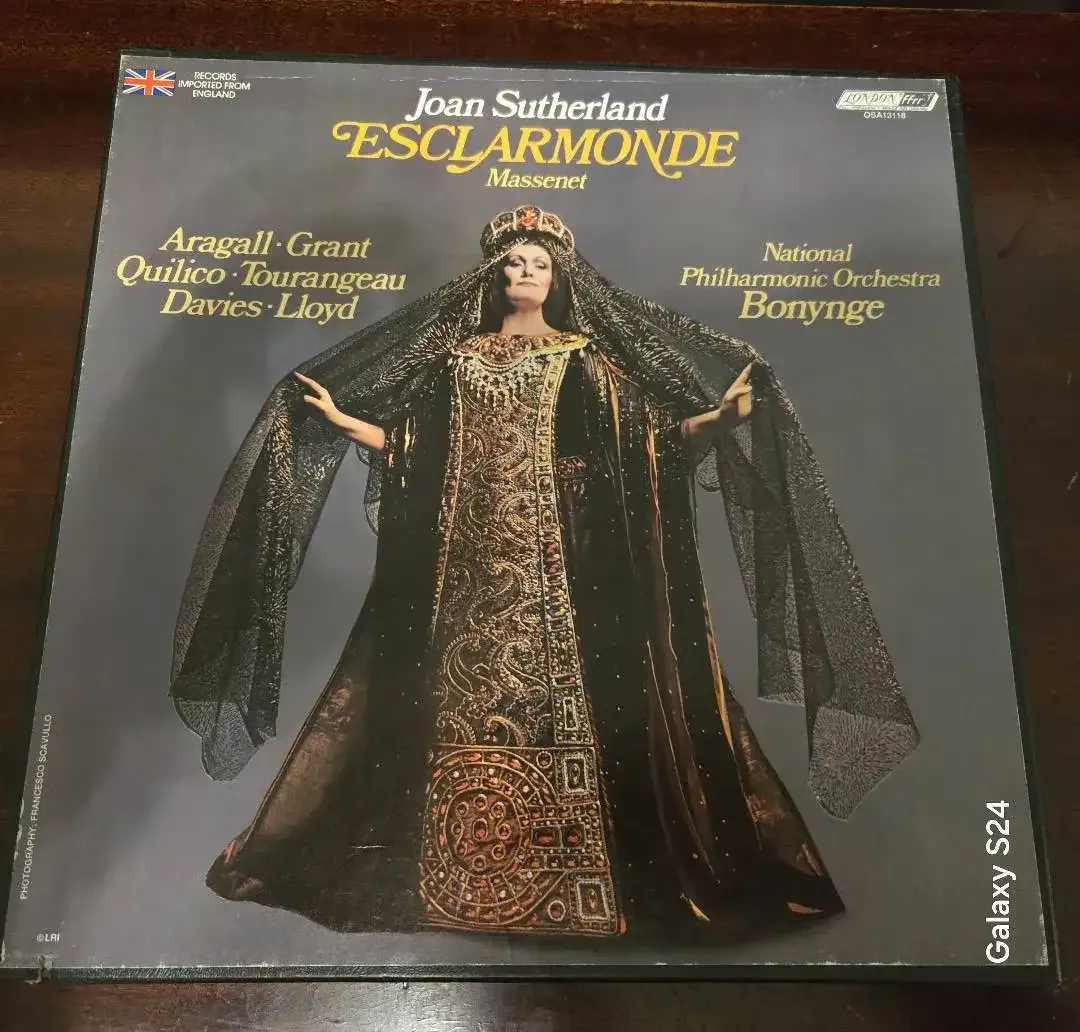 RECORDS
IMPORTED FROM
ENGLAND
LONDON ffrr
OSA13118
Joan Sutherland
ESCLARMONDE
Massenet
Aragall · Grant
Quilico · Tourangeau
Davies · Lloyd
National
Philharmonic Orchestra
Bonynge
PHOTOGRAPHY: FRANCESCO SCAVULLO
©LRI
Galaxy S24